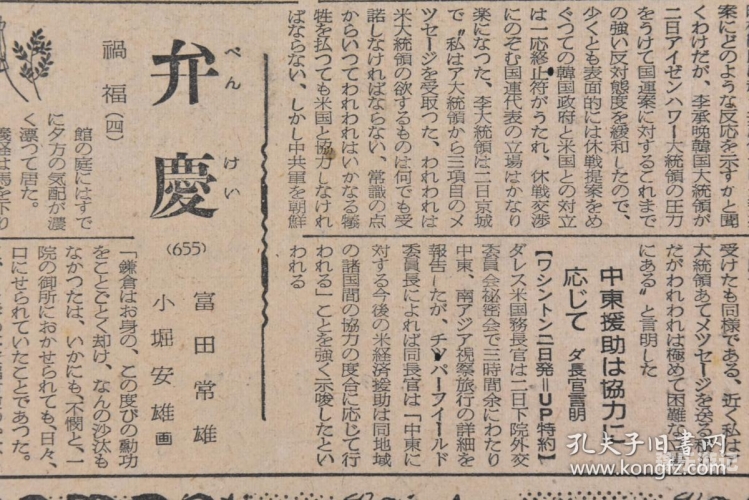 案にどのような反応を示すかと聞
くわけだが、李承晩韓国大統領が
二日アイゼンハワー大統領の圧力
をうけて国連案に対するこれまで
の強い反対態度を緩和したので、
少くとも表面的には休戦提案をめ
ぐつての韓国政府と米国との対立
は一応終止符がうたれ、休戦交渉
にのぞむ国連代表の立場はかなり
楽になつた、李大統領は二日京城
で〝私はア大統領から三項目のメ
ツセージを受取つた、われわれは
米大統領の欲するものは何でも受
諾しなければならない、常識の点
からいつてわれわれはいかなる犠
牲を払つても米国と協力しなけれ
ばならない、しかし中共軍を朝鮮
受けたも同様である、近く私はア
大統領あてメツセージを送る
だがわれわれは極めて困難な
にある〟と言明した
中東援助は協力に
応じて ダ長官言明
【ワシントン二日発=UP特約】
ダレス米国務長官は二日下院外交
委員会秘密会で三時間余にわたり
中東、南アジア視察旅行の詳細を
報告したが、チパーフイールド
委員長によれば同長官は「中東に
対する今後の米経済援助は同地域
の諸国間の協力の度合に応じて行
われる」ことを強く示唆したとい
われる
弁慶
べんけい
(655)
富田常雄
小堀安雄画
禍福(四)
館の庭にはすで
に夕方の気配が濃
く漂つて居た。
「鎌倉はお身の、この度びの勲功
をことごとく却け、なんの沙汰も
なかつたは、いかにも、不憫と、一
院の御所におかせられても、日々、
口にせられていたことであつた。
孔夫子旧书网
www.kongfz.com